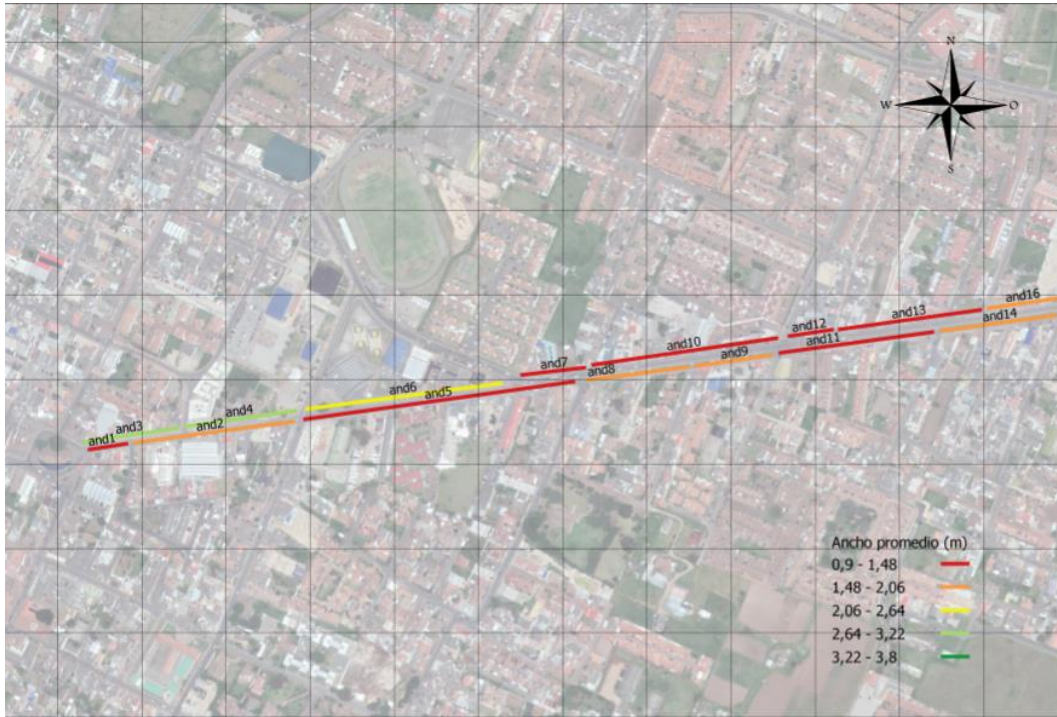 N
W
O
S
and16
and13
and14
and12
and11
and10
and9
and7
and8
and6
and5
and4
and3
and2
and1
Ancho promedio (m)
0,9 - 1,48
1,48 - 2,06
2,06 - 2,64
2,64 - 3,22
3,22 - 3,8